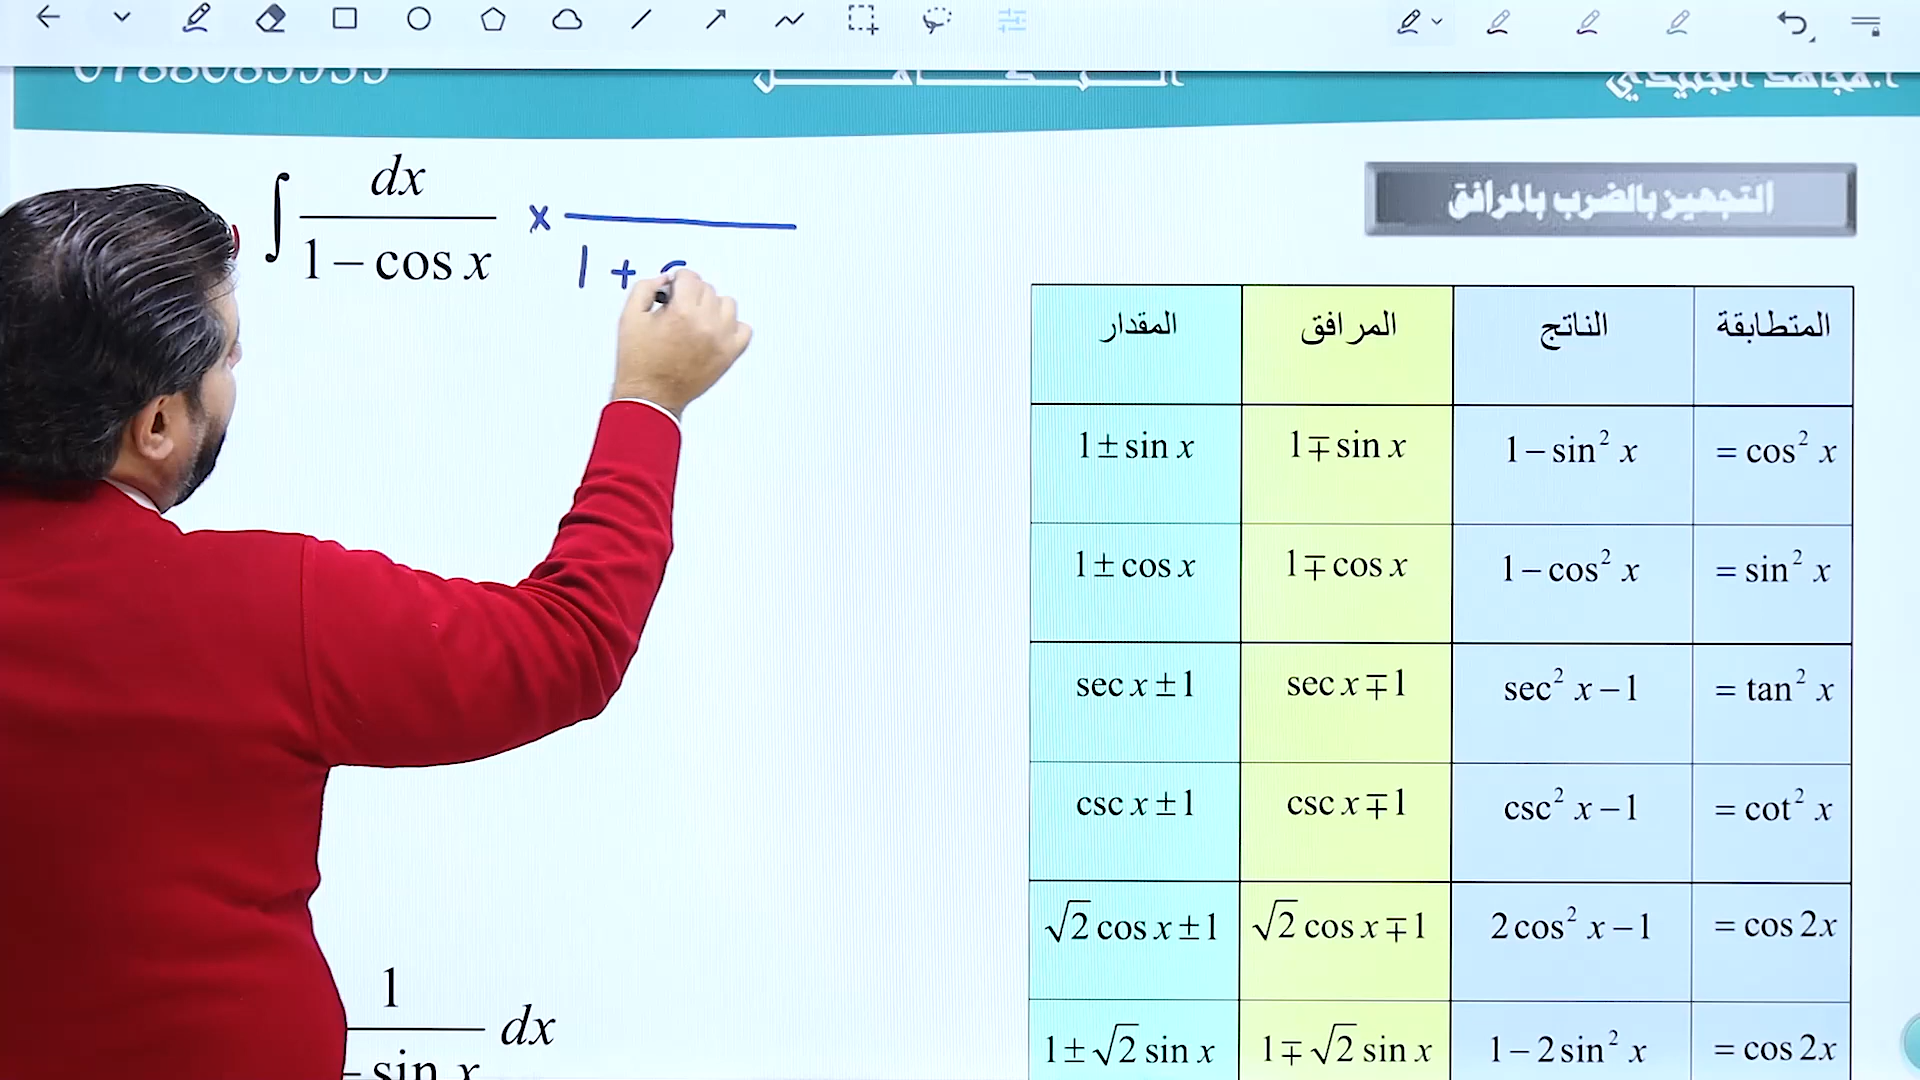 أ.مجاهد الجنيدي
التجهيز بالضرب بالمرافق
∫ dx / 1 − cos x × / 1 +
المقدار المرافق الناتج المتطابقة
1 ± sin x 1 ∓ sin x 1 − sin² x = cos² x
1 ± cos x 1 ∓ cos x 1 − cos² x = sin² x
sec x ± 1 sec x ∓ 1 sec² x − 1 = tan² x
csc x ± 1 csc x ∓ 1 csc² x − 1 = cot² x
√2 cos x ± 1 √2 cos x ∓ 1 2 cos² x − 1 = cos 2x
1 ± √2 sin x 1 ∓ √2 sin x 1 − 2 sin² x = cos 2x
1 / − sin x dx